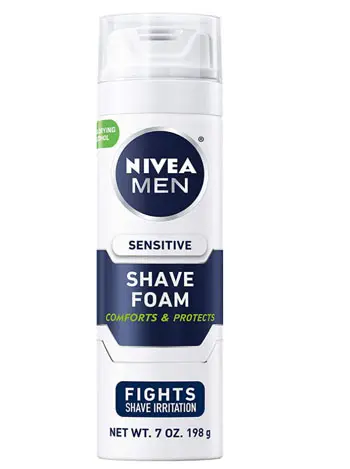 NIVEA
MEN
®
SENSITIVE
SHAVE
FOAM
COMFORTS & PROTECTS
FIGHTS
SHAVE IRRITATION
NET WT. 7 OZ. 198 g